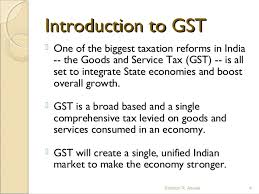 Introduction to GST
One of the biggest taxation reforms in India
-- the Goods and Service Tax (GST) -- is all
set to integrate State economies and boost
overall growth.
GST is a broad based and a single
comprehensive tax levied on goods and
services consumed in an economy.
GST will create a single, unified Indian
market to make the economy stronger.